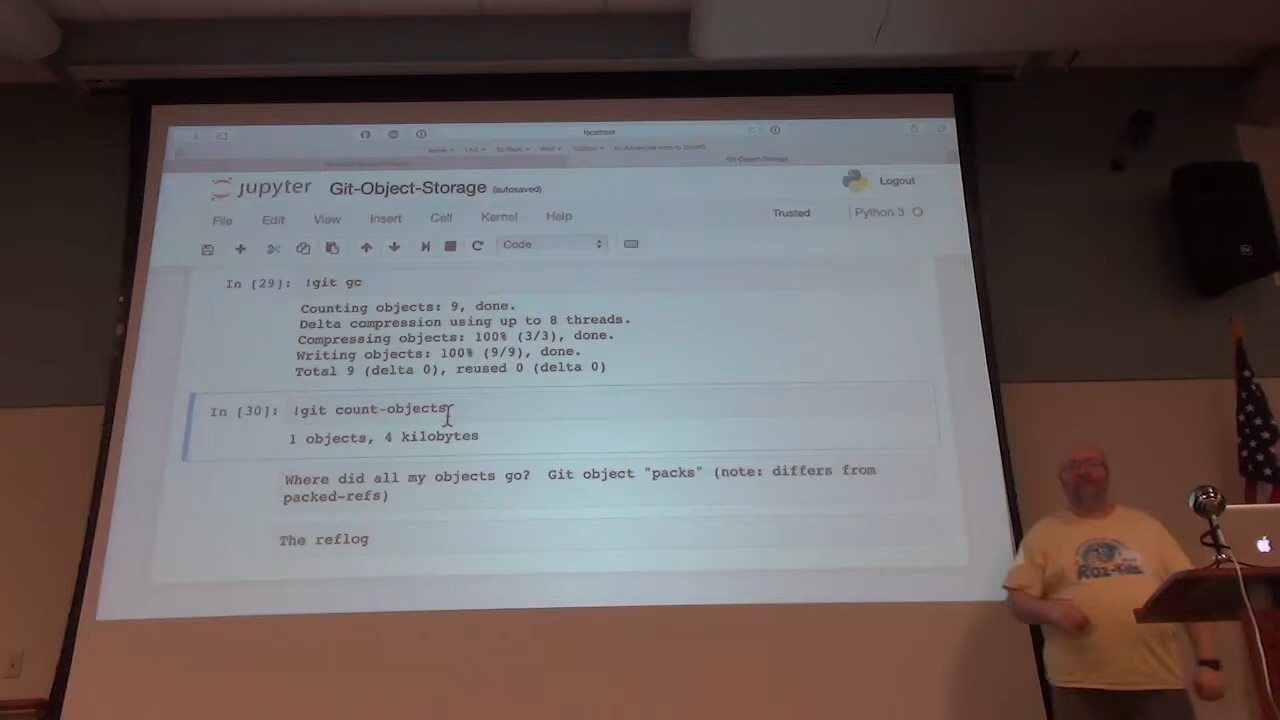 localhost
Git-Object-Storage
jupyter Git-Object-Storage (autosaved)
Logout
File Edit View Insert Cell Kernel Help
Trusted
Python 3
Code
In [29]: !git gc
Counting objects: 9, done.
Delta compression using up to 8 threads.
Compressing objects: 100% (3/3), done.
Writing objects: 100% (9/9), done.
Total 9 (delta 0), reused 0 (delta 0)
In [30]: !git count-objects
1 objects, 4 kilobytes
Where did all my objects go? Git object "packs" (note: differs from
packed-refs)
The reflog